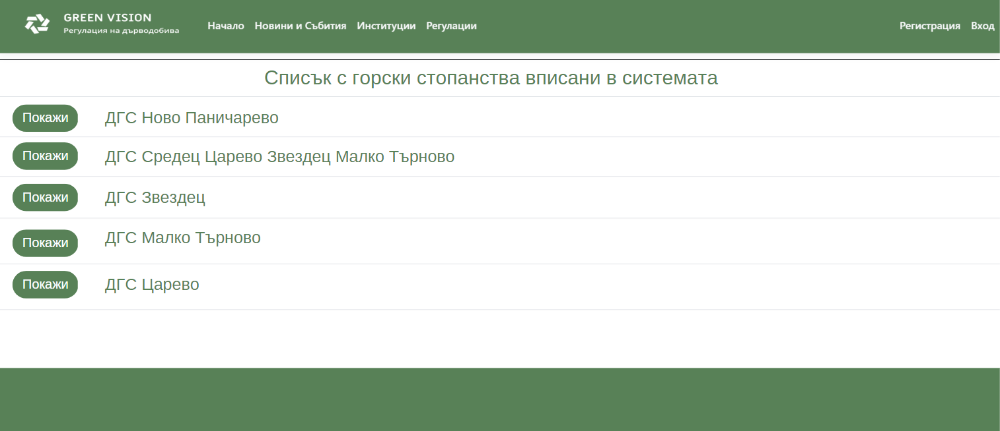 GREEN VISION
Регулация на дърводобива
Начало Новини и Събития Институции Регулации Регистрация Вход
Списък с горски стопанства вписани в системата
Покажи ДГС Ново Паничарево
Покажи ДГС Средец Царево Звездец Малко Търново
Покажи ДГС Звездец
Покажи ДГС Малко Търново
Покажи ДГС Царево